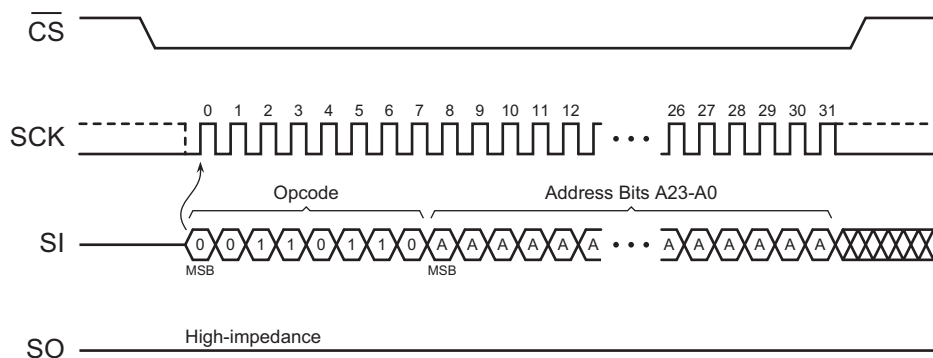 CS
0 1 2 3 4 5 6 7 8 9 10 11 12 26 27 28 29 30 31
SCK
• • •
Opcode Address Bits A23-A0
SI 0 0 1 1 0 1 1 0 A A A A A A • • • A A A A A A
MSB MSB
High-impedance
SO